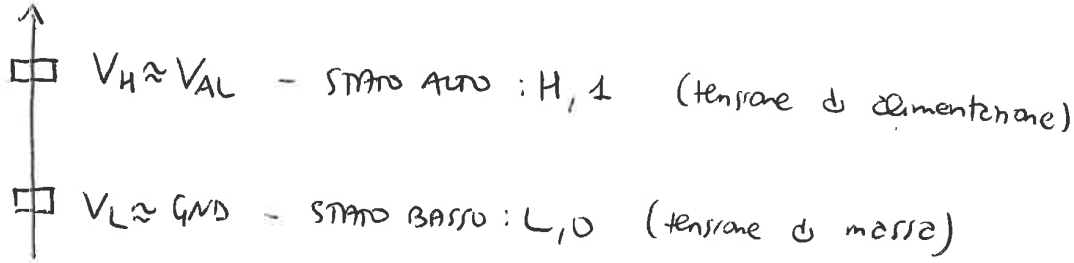 V_H ≈ V_AL - STATO ALTO : H, 1 (tensione di alimentazione)
V_L ≈ GND - STATO BASSO : L, 0 (tensione di massa)